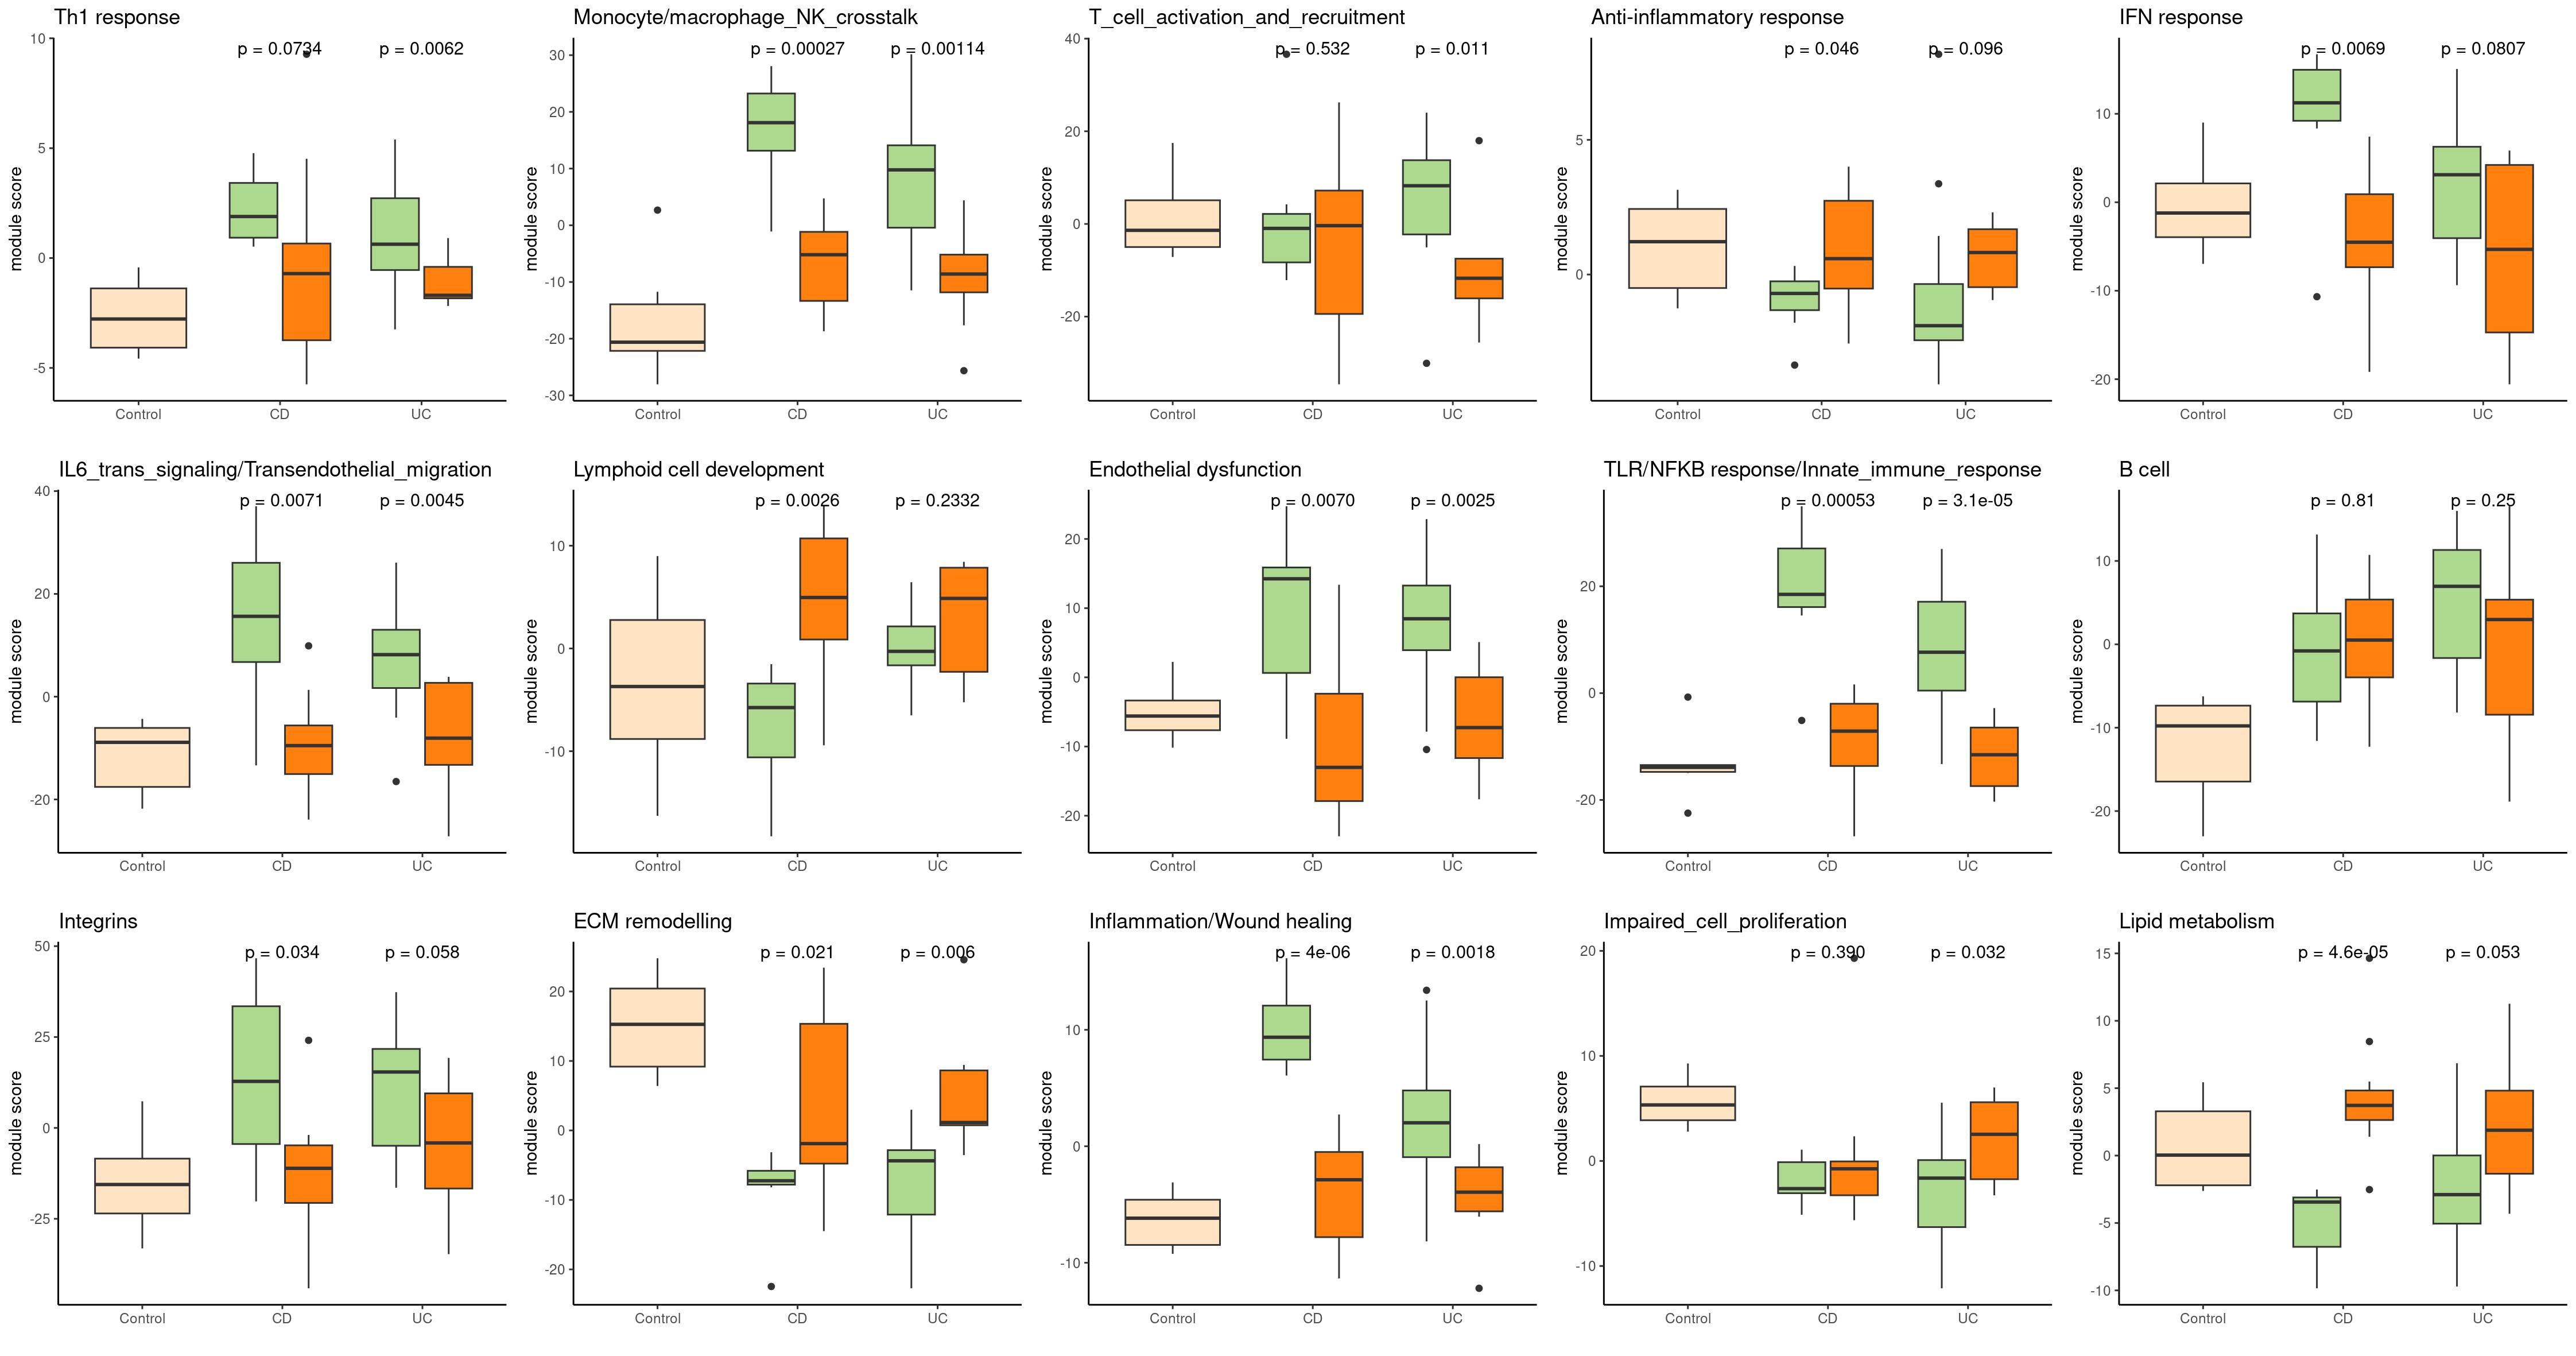 Th1 response
10
5
0
-5
module score
p = 0.0734
p = 0.0062
Control
CD
UC
Monocyte/macrophage_NK_crosstalk
30
20
10
0
-10
-20
-30
module score
p = 0.00027
p = 0.00114
Control
CD
UC
T_cell_activation_and_recruitment
40
20
0
-20
module score
p = 0.532
p = 0.011
Control
CD
UC
Anti-inflammatory response
5
0
module score
p = 0.046
p = 0.096
Control
CD
UC
IFN response
10
0
-10
-20
module score
p = 0.0069
p = 0.0807
Control
CD
UC
IL6_trans_signaling/Transendothelial_migration
40
20
0
-20
module score
p = 0.0071
p = 0.0045
Control
CD
UC
Lymphoid cell development
10
0
-10
module score
p = 0.0026
p = 0.2332
Control
CD
UC
Endothelial dysfunction
20
10
0
-10
-20
module score
p = 0.0070
p = 0.0025
Control
CD
UC
TLR/NFKB response/Innate_immune_response
20
0
-20
module score
p = 0.00053
p = 3.1e-05
Control
CD
UC
B cell
10
0
-10
-20
module score
p = 0.81
p = 0.25
Control
CD
UC
Integrins
50
25
0
-25
module score
p = 0.034
p = 0.058
Control
CD
UC
ECM remodelling
20
10
0
-10
-20
module score
p = 0.021
p = 0.006
Control
CD
UC
Inflammation/Wound healing
10
0
-10
module score
p = 4e-06
p = 0.0018
Control
CD
UC
Impaired_cell_proliferation
20
10
0
-10
module score
p = 0.390
p = 0.032
Control
CD
UC
Lipid metabolism
15
10
5
0
-5
-10
module score
p = 4.6e-05
p = 0.053
Control
CD
UC